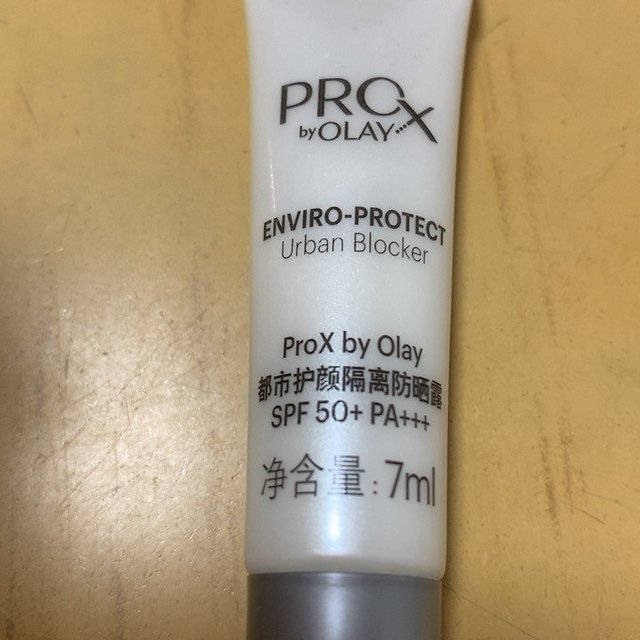 PROX
by OLAY
ENVIRO-PROTECT
Urban Blocker
ProX by Olay
都市护颜隔离防晒露
SPF 50+ PA+++
净含量:7ml